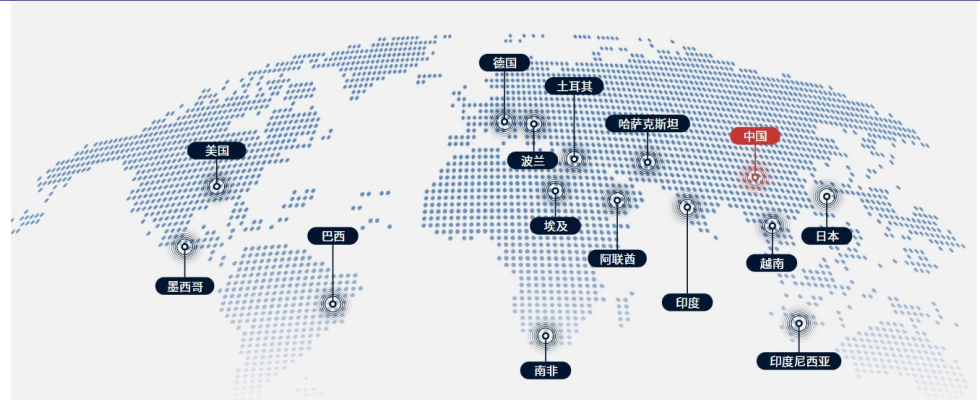 德国
土耳其
哈萨克斯坦
中国
美国
波兰
埃及
巴西
日本
阿联酋
越南
墨西哥
印度
印度尼西亚
南非